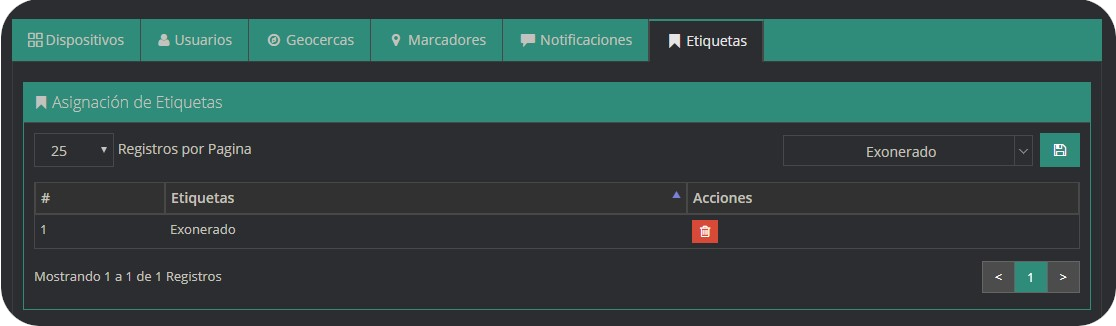 Dispositivos Usuarios Geocercas Marcadores Notificaciones Etiquetas
Asignación de Etiquetas
25 Registros por Pagina Exonerado
# Etiquetas Acciones
1 Exonerado
Mostrando 1 a 1 de 1 Registros < 1 >